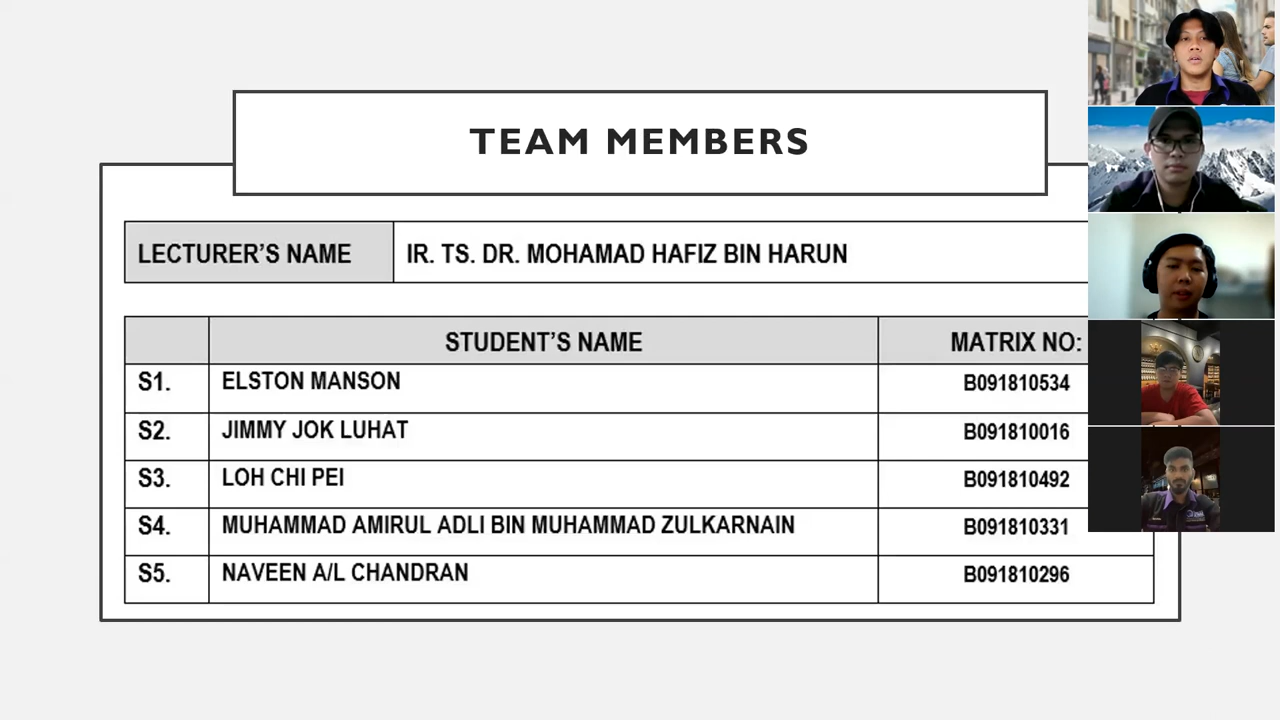 TEAM MEMBERS
LECTURER'S NAME IR. TS. DR. MOHAMAD HAFIZ BIN HARUN
STUDENT'S NAME MATRIX NO:
S1. ELSTON MANSON B091810534
S2. JIMMY JOK LUHAT B091810016
S3. LOH CHI PEI B091810492
S4. MUHAMMAD AMIRUL ADLI BIN MUHAMMAD ZULKARNAIN B091810331
S5. NAVEEN A/L CHANDRAN B091810296